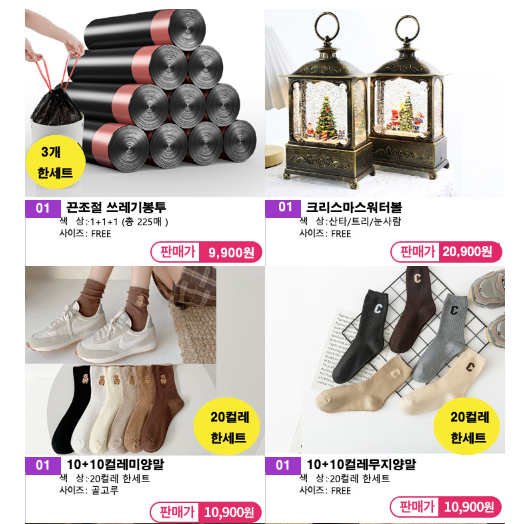 3개
한세트
01 끈조절 쓰레기봉투
색 상:1+1+1 (총 225매 )
사이즈: FREE
판매가 9,900원
01 크리스마스워터볼
색 상:산타/트리/눈사람
사이즈: FREE
판매가 20,900원
20컬레
한세트
01 10+10컬레미양말
색 상:20컬레 한세트
사이즈: 골고루
판매가 10,900원
C
C
C
C
C
20컬레
한세트
01 10+10컬레무지양말
색 상:20컬레 한세트
사이즈: FREE
판매가 10,900원